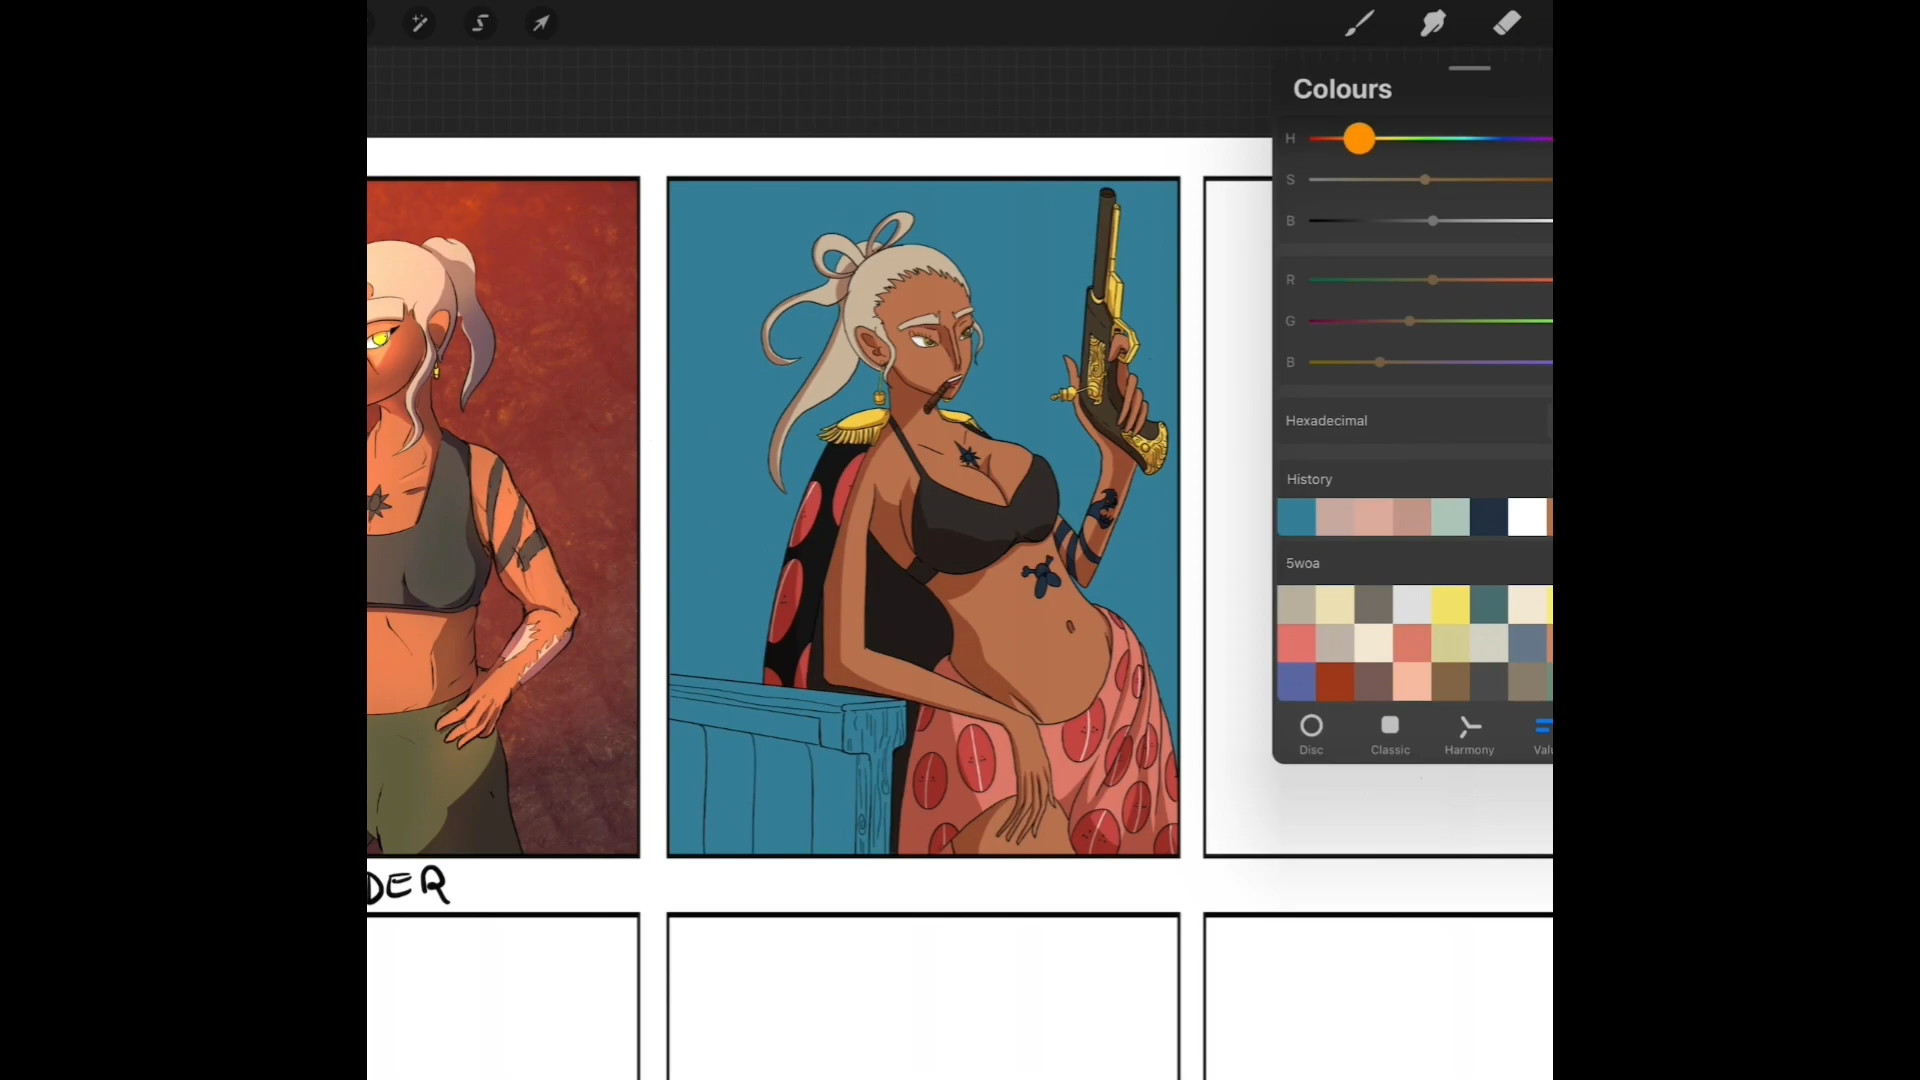 Colours
H
S
B
R
G
B
Hexadecimal
History
5woa
Disc Classic Harmony
DER